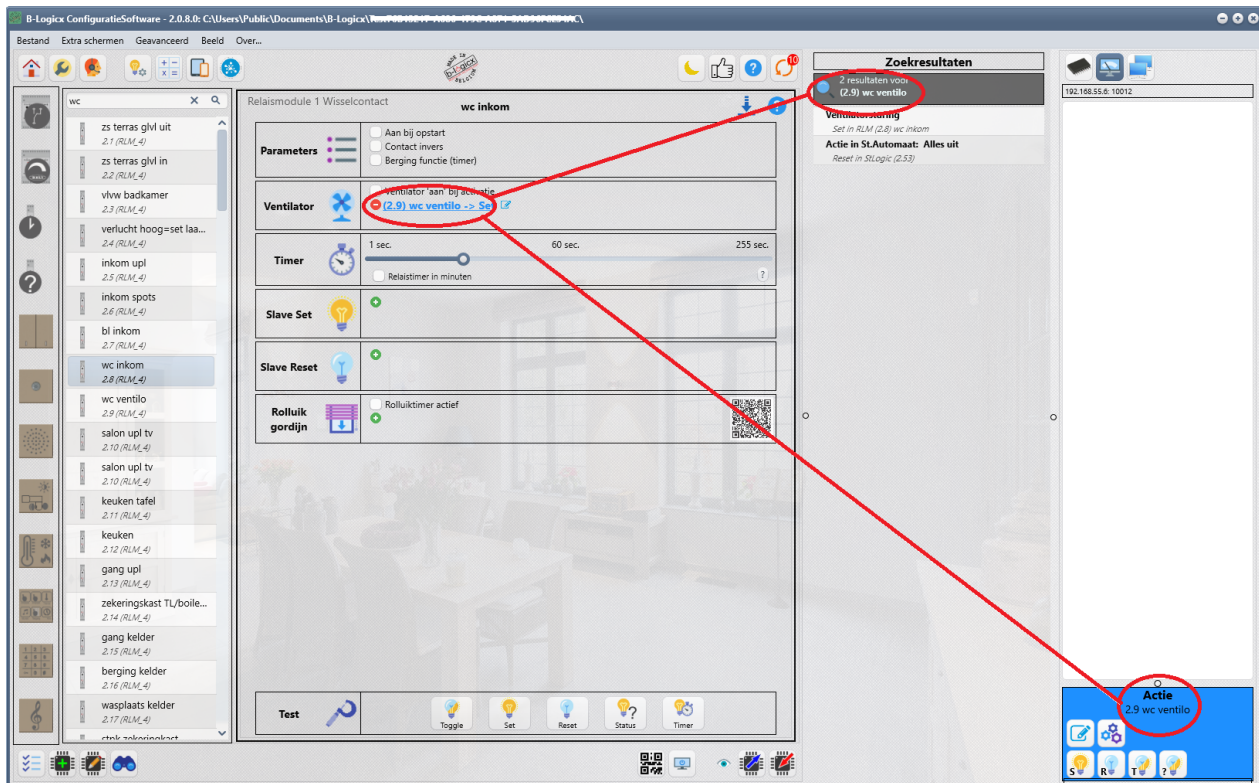 B-Logicx ConfiguratieSoftware - 2.0.8.0: C:\Users\Public\Documents\B-Logicx\
Bestand Extra schermen Geavanceerd Beeld Over...
10
b-logicx
BELGIUM
wc
zs terras glvl uit
2.1 (RLM_4)
zs terras glvl in
2.2 (RLM_4)
vlvw badkamer
2.3 (RLM_4)
verlucht hoog=set laa...
2.4 (RLM_4)
inkom upl
2.5 (RLM_4)
inkom spots
2.6 (RLM_4)
bl inkom
2.7 (RLM_4)
wc inkom
2.8 (RLM_4)
wc ventilo
2.9 (RLM_4)
salon upl tv
2.10 (RLM_4)
salon upl tv
2.10 (RLM_4)
keuken tafel
2.11 (RLM_4)
keuken
2.12 (RLM_4)
gang upl
2.13 (RLM_4)
zekeringskast TL/boile...
2.14 (RLM_4)
gang kelder
2.15 (RLM_4)
berging kelder
2.16 (RLM_4)
wasplaats kelder
2.17 (RLM_4)
Relaismodule 1 Wisselcontact
wc inkom
Parameters
Aan bij opstart
Contact invers
Berging functie (timer)
Ventilator
Ventilator 'aan' bij activatie
(2.9) wc ventilo -> Set
Timer
1 sec. 60 sec. 255 sec.
Relaistimer in minuten
?
Slave Set
Slave Reset
Rolluik
gordijn
Rolluiktimer actief
Test
Toggle Set Reset Status Timer
Zoekresultaten
2 resultaten voor
(2.9) wc ventilo
Ventilatorsturing
Set in RLM (2.8) wc inkom
Actie in St.Automaat: Alles uit
Reset in StLogic (2.53)
192.168.55.6: 10012
Actie
2.9 wc ventilo
S R T ?